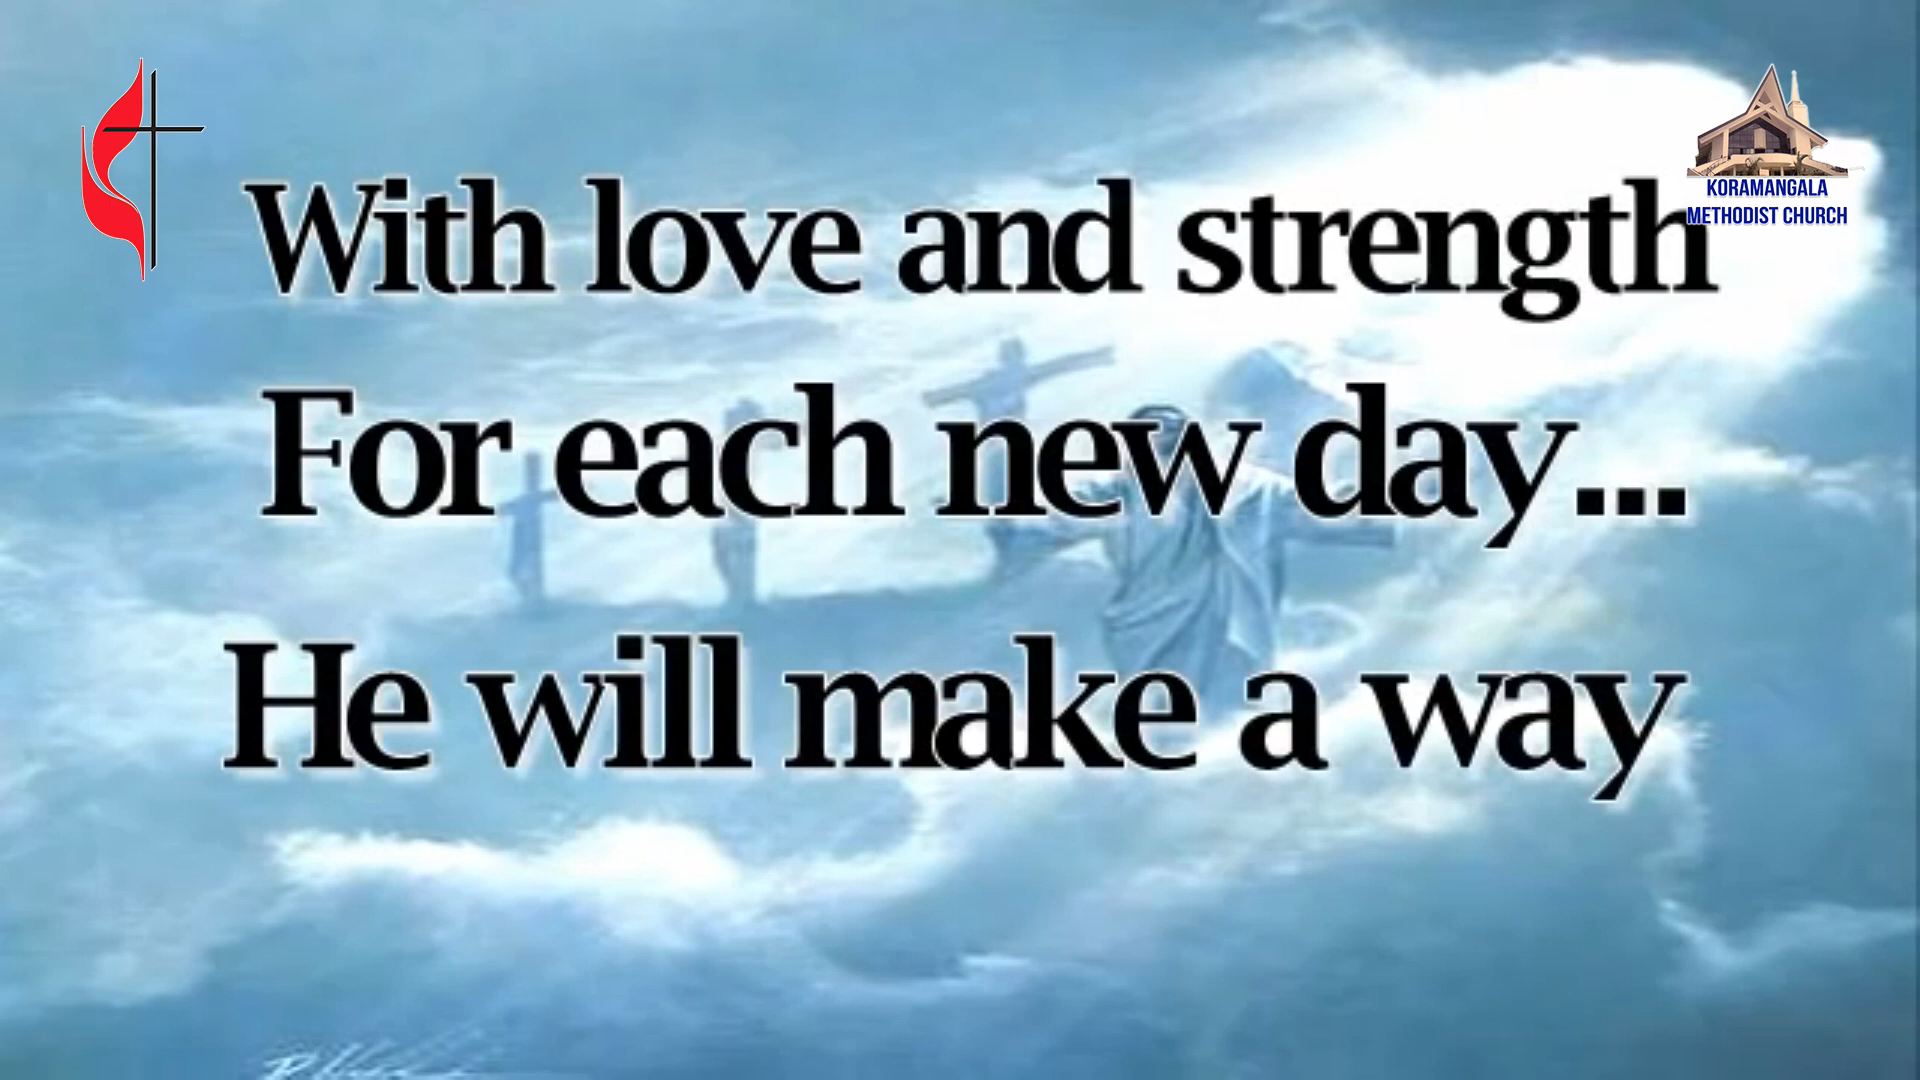 KORAMANGALA
METHODIST CHURCH
With love and strength
For each new day...
He will make a way